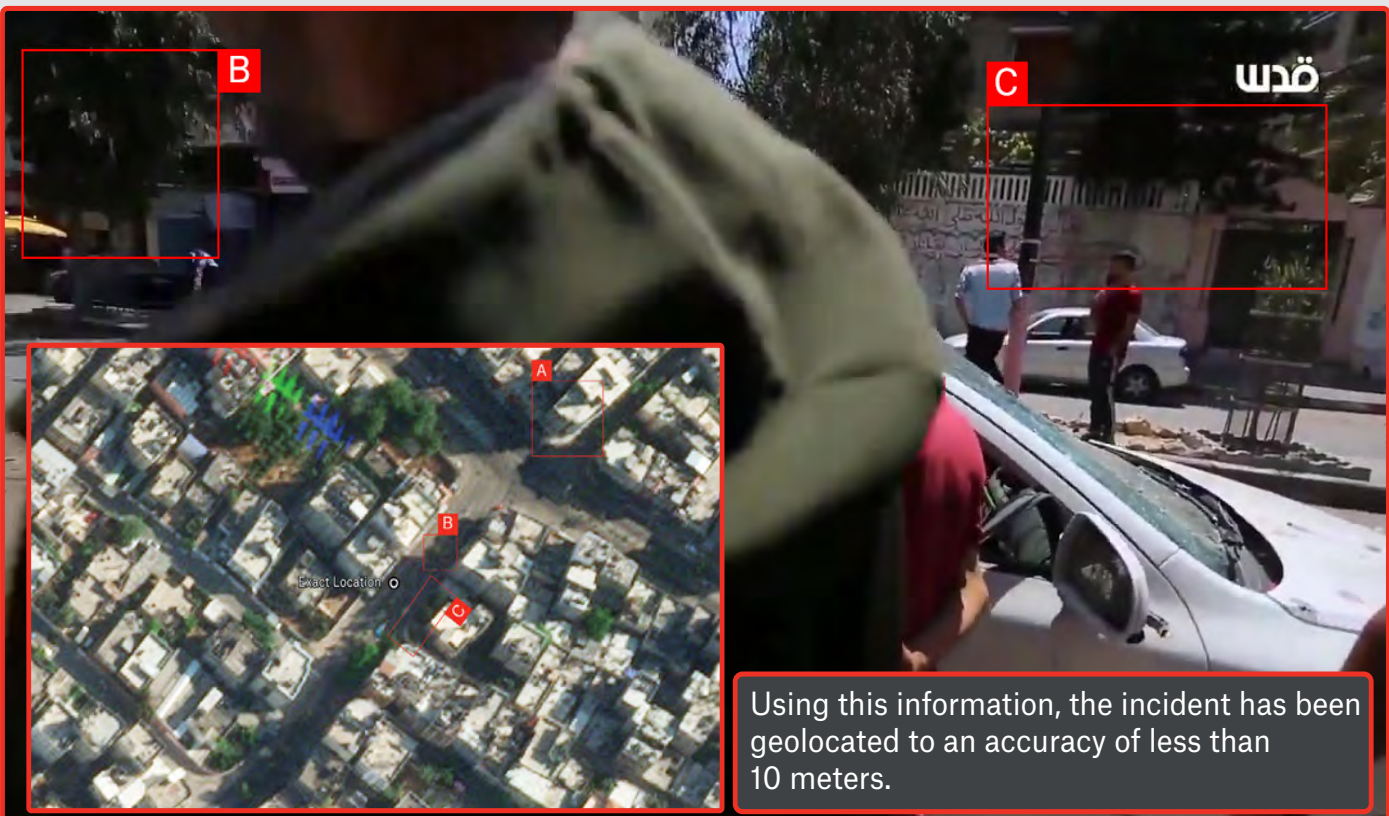 B
C
قدس
A
B
Exact Location
C
Using this information, the incident has been
geolocated to an accuracy of less than
10 meters.